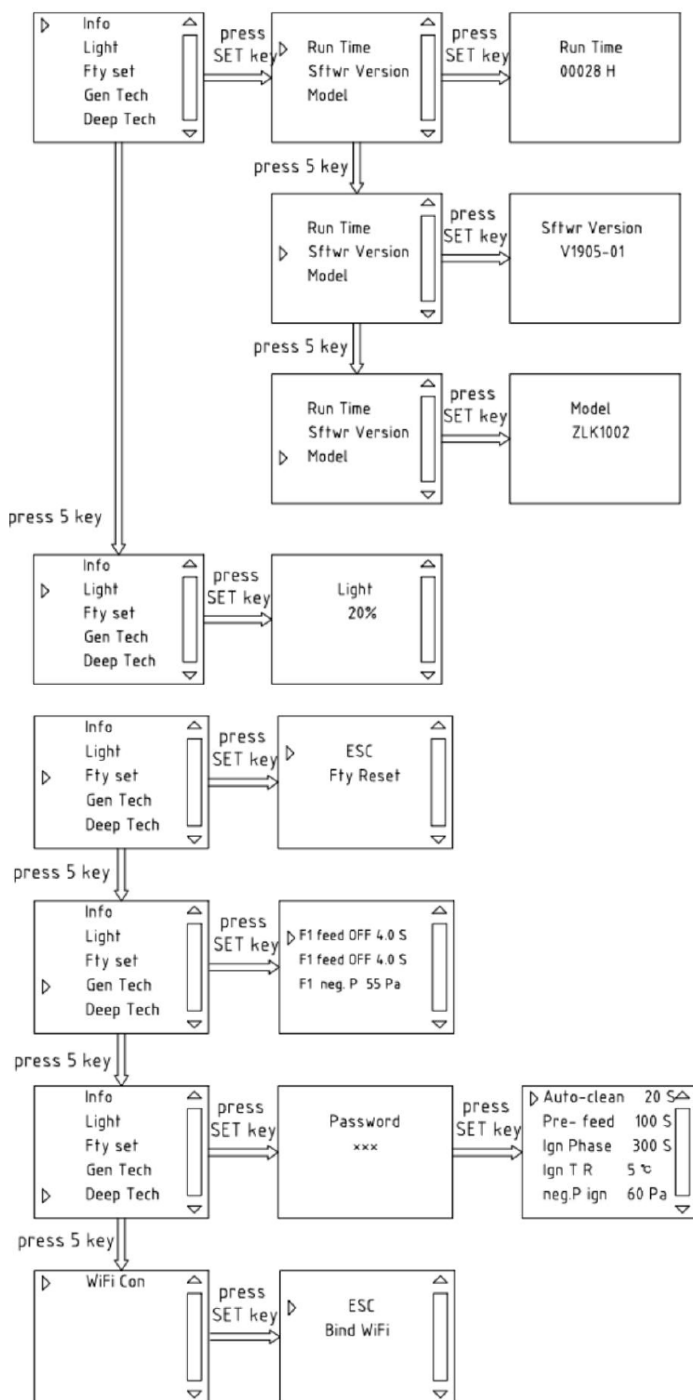 Info
Light
Fty set
Gen Tech
Deep Tech
press
SET key
Run Time
Sftwr Version
Model
press
SET key
Run Time
00028 H
press 5 key
Run Time
Sftwr Version
Model
press
SET key
Sftwr Version
V1905-01
press 5 key
Run Time
Sftwr Version
Model
press
SET key
Model
ZLK1002
press 5 key
Info
Light
Fty set
Gen Tech
Deep Tech
press
SET key
Light
20%
Info
Light
Fty set
Gen Tech
Deep Tech
press
SET key
ESC
Fty Reset
press 5 key
Info
Light
Fty set
Gen Tech
Deep Tech
press
SET key
F1 feed OFF 4.0 S
F1 feed OFF 4.0 S
F1 neg. P 55 Pa
press 5 key
Info
Light
Fty set
Gen Tech
Deep Tech
press
SET key
Password
×××
press
SET key
Auto-clean 20 S
Pre- feed 100 S
Ign Phase 300 S
Ign T R 5 ℃
neg.P ign 60 Pa
press 5 key
WiFi Con
press
SET key
ESC
Bind WiFi